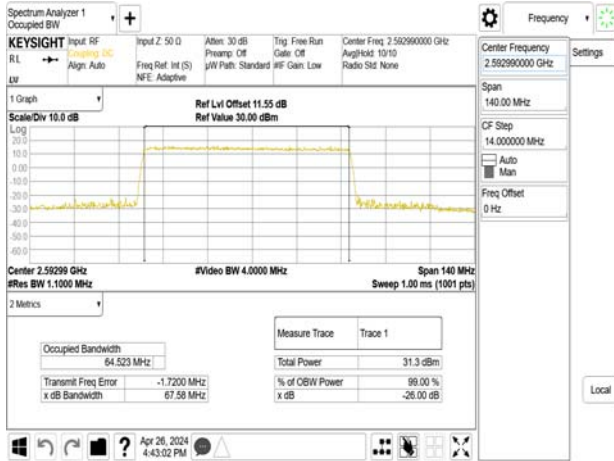 Spectrum Analyzer 1
Occupied BW
+
Frequency
KEYSIGHT
Input: RF
Coupling: DC
Align: Auto
RL
LXI
Input Z: 50 Ω
Freq Ref: Int (S)
NFE: Adaptive
Atten: 30 dB
Preamp: Off
µW Path: Standard
Trig: Free Run
Gate: Off
#IF Gain: Low
Center Freq: 2.592990000 GHz
Avg|Hold: 10/10
Radio Std: None
Center Frequency
2.592990000 GHz
Settings
Span
140.00 MHz
CF Step
14.000000 MHz
Auto
Man
Freq Offset
0 Hz
Local
1 Graph
Scale/Div 10.0 dB
Ref Lvl Offset 11.55 dB
Ref Value 30.00 dBm
Log
20.0
10.0
0.00
-10.0
-20.0
-30.0
-40.0
-50.0
-60.0
Center 2.59299 GHz
#Res BW 1.1000 MHz
#Video BW 4.0000 MHz
Span 140 MHz
Sweep 1.00 ms (1001 pts)
2 Metrics
Measure Trace
Trace 1
Occupied Bandwidth
64.523 MHz
Total Power
31.3 dBm
Transmit Freq Error
-1.7200 MHz
% of OBW Power
99.00 %
x dB Bandwidth
67.58 MHz
x dB
-26.00 dB
?
Apr 26, 2024
4:43:02 PM